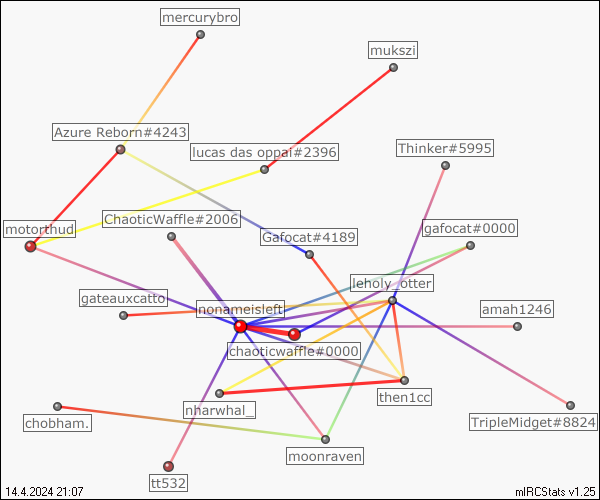 mercurybro
mukszi
Azure Reborn#4243
lucas das oppai#2396
Thinker#5995
motorthud
ChaoticWaffle#2006
Gafocat#4189
gafocat#0000
gateauxcatto
nonameisleft
leholy_otter
amah1246
chaoticwaffle#0000
chobham.
nharwhal_
then1cc
TripleMidget#8824
moonraven
tt532
14.4.2024 21:07
mIRCStats v1.25